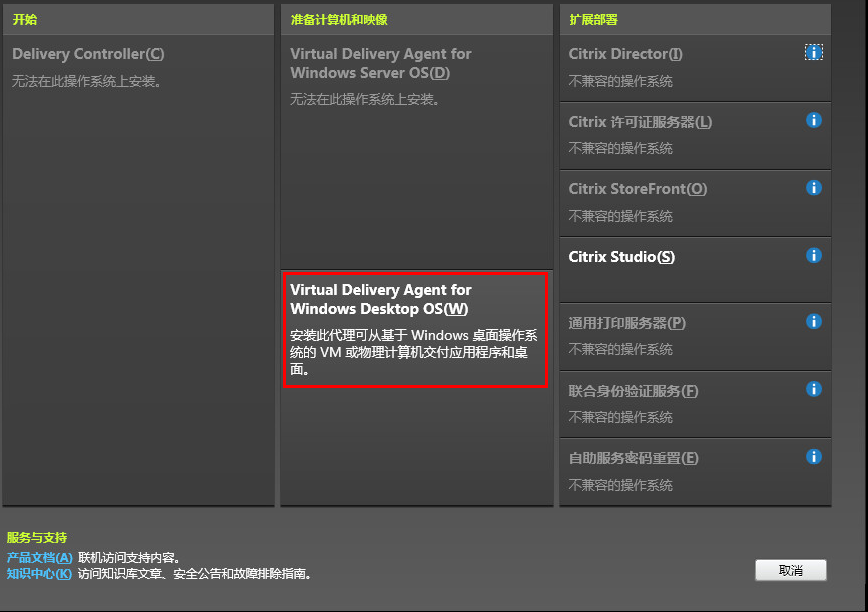 开始
Delivery Controller(C)
无法在此操作系统上安装。
准备计算机和映像
Virtual Delivery Agent for
Windows Server OS(D)
无法在此操作系统上安装。
Virtual Delivery Agent for
Windows Desktop OS(W)
安装此代理可从基于 Windows 桌面操作系
统的 VM 或物理计算机交付应用程序和桌
面。
扩展部署
Citrix Director(I)
不兼容的操作系统
Citrix 许可证服务器(L)
不兼容的操作系统
Citrix StoreFront(O)
不兼容的操作系统
Citrix Studio(S)
通用打印服务器(P)
不兼容的操作系统
联合身份验证服务(F)
不兼容的操作系统
自助服务密码重置(E)
不兼容的操作系统
服务与支持
产品文档(A) 联机访问支持内容。
知识中心(K) 访问知识库文章、安全公告和故障排除指南。
取消